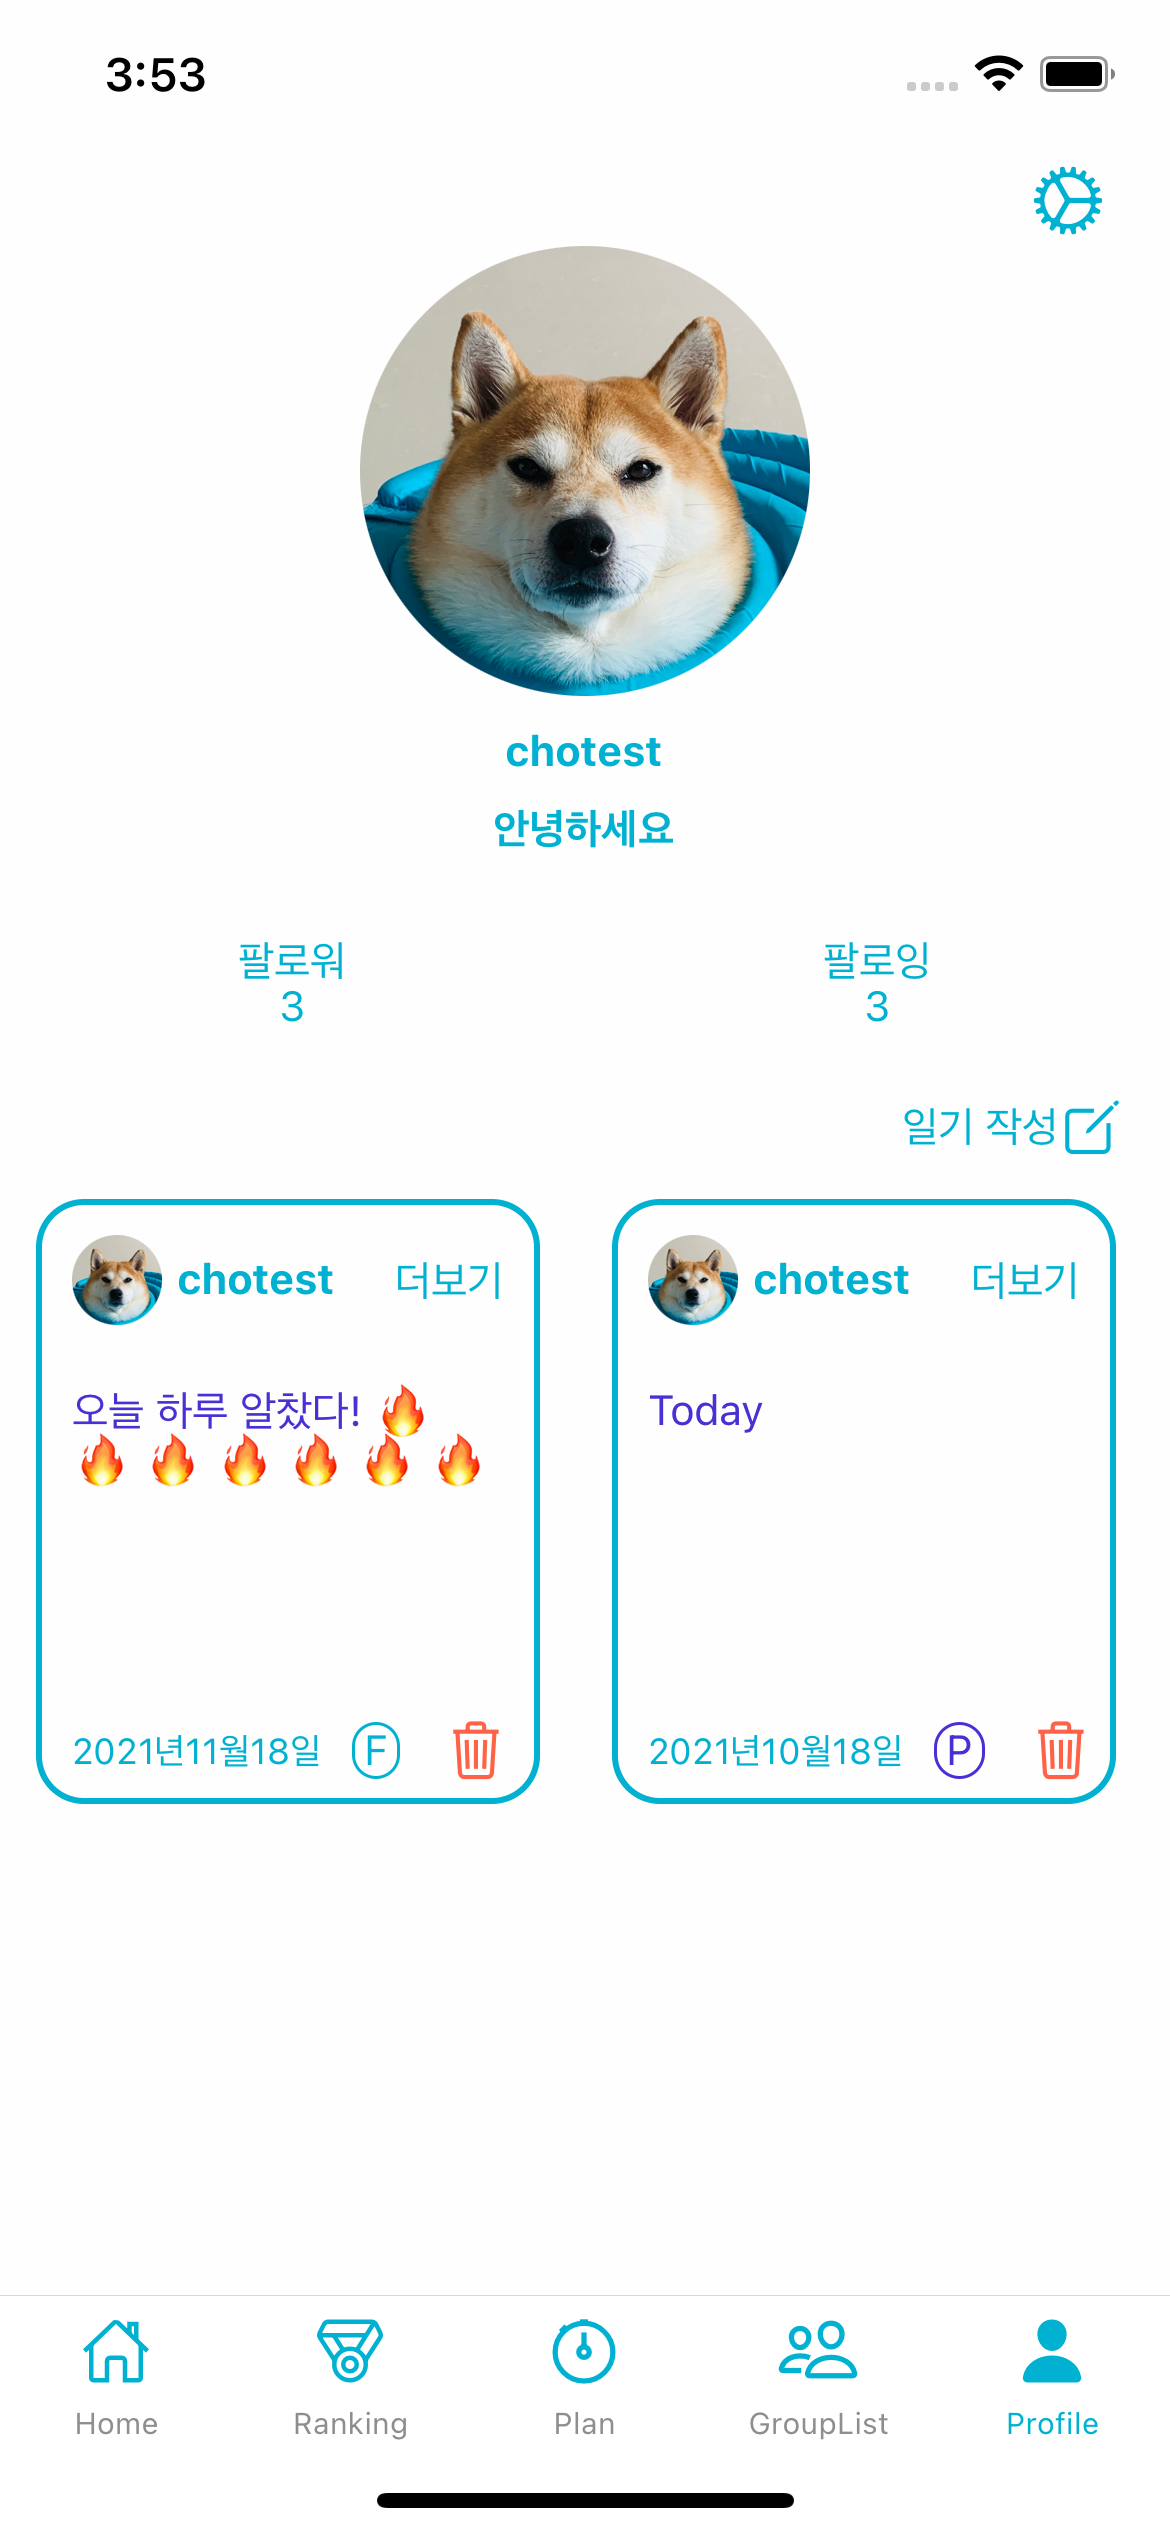 3:53
chotest
안녕하세요
팔로워
3
팔로잉
3
일기 작성
chotest 더보기
오늘 하루 알찼다! 🔥
🔥 🔥 🔥 🔥 🔥 🔥
2021년11월18일 F
chotest 더보기
Today
2021년10월18일 P
Home
Ranking
Plan
GroupList
Profile